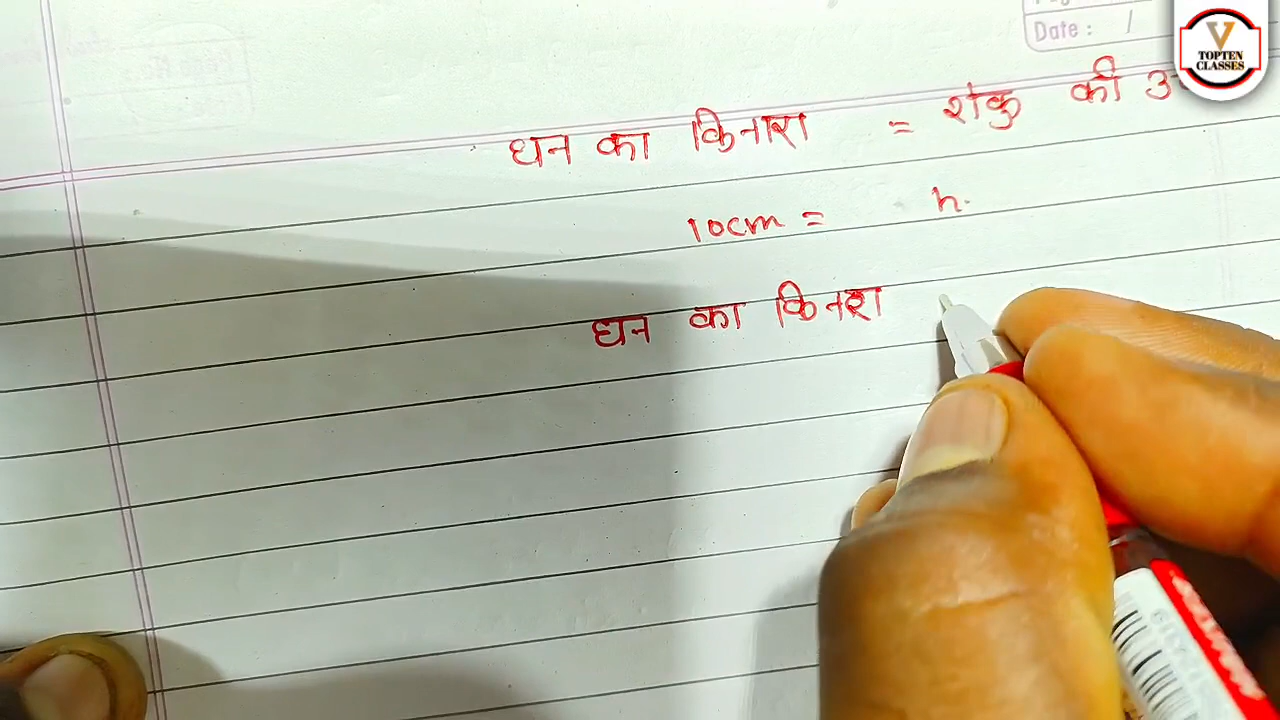 Date : /
V
TOPTEN
CLASSES
घन का किनारा = शंकु की
10cm = h.
घन का किनारा